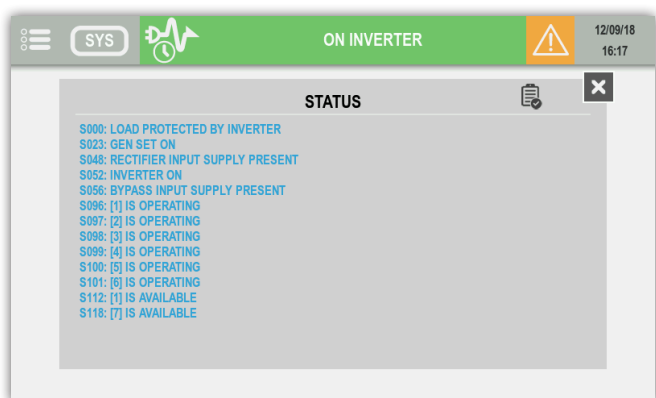 SYS
ON INVERTER
12/09/18
16:17
STATUS
S000: LOAD PROTECTED BY INVERTER
S023: GEN SET ON
S048: RECTIFIER INPUT SUPPLY PRESENT
S052: INVERTER ON
S056: BYPASS INPUT SUPPLY PRESENT
S096: [1] IS OPERATING
S097: [2] IS OPERATING
S098: [3] IS OPERATING
S099: [4] IS OPERATING
S100: [5] IS OPERATING
S101: [6] IS OPERATING
S112: [1] IS AVAILABLE
S118: [7] IS AVAILABLE